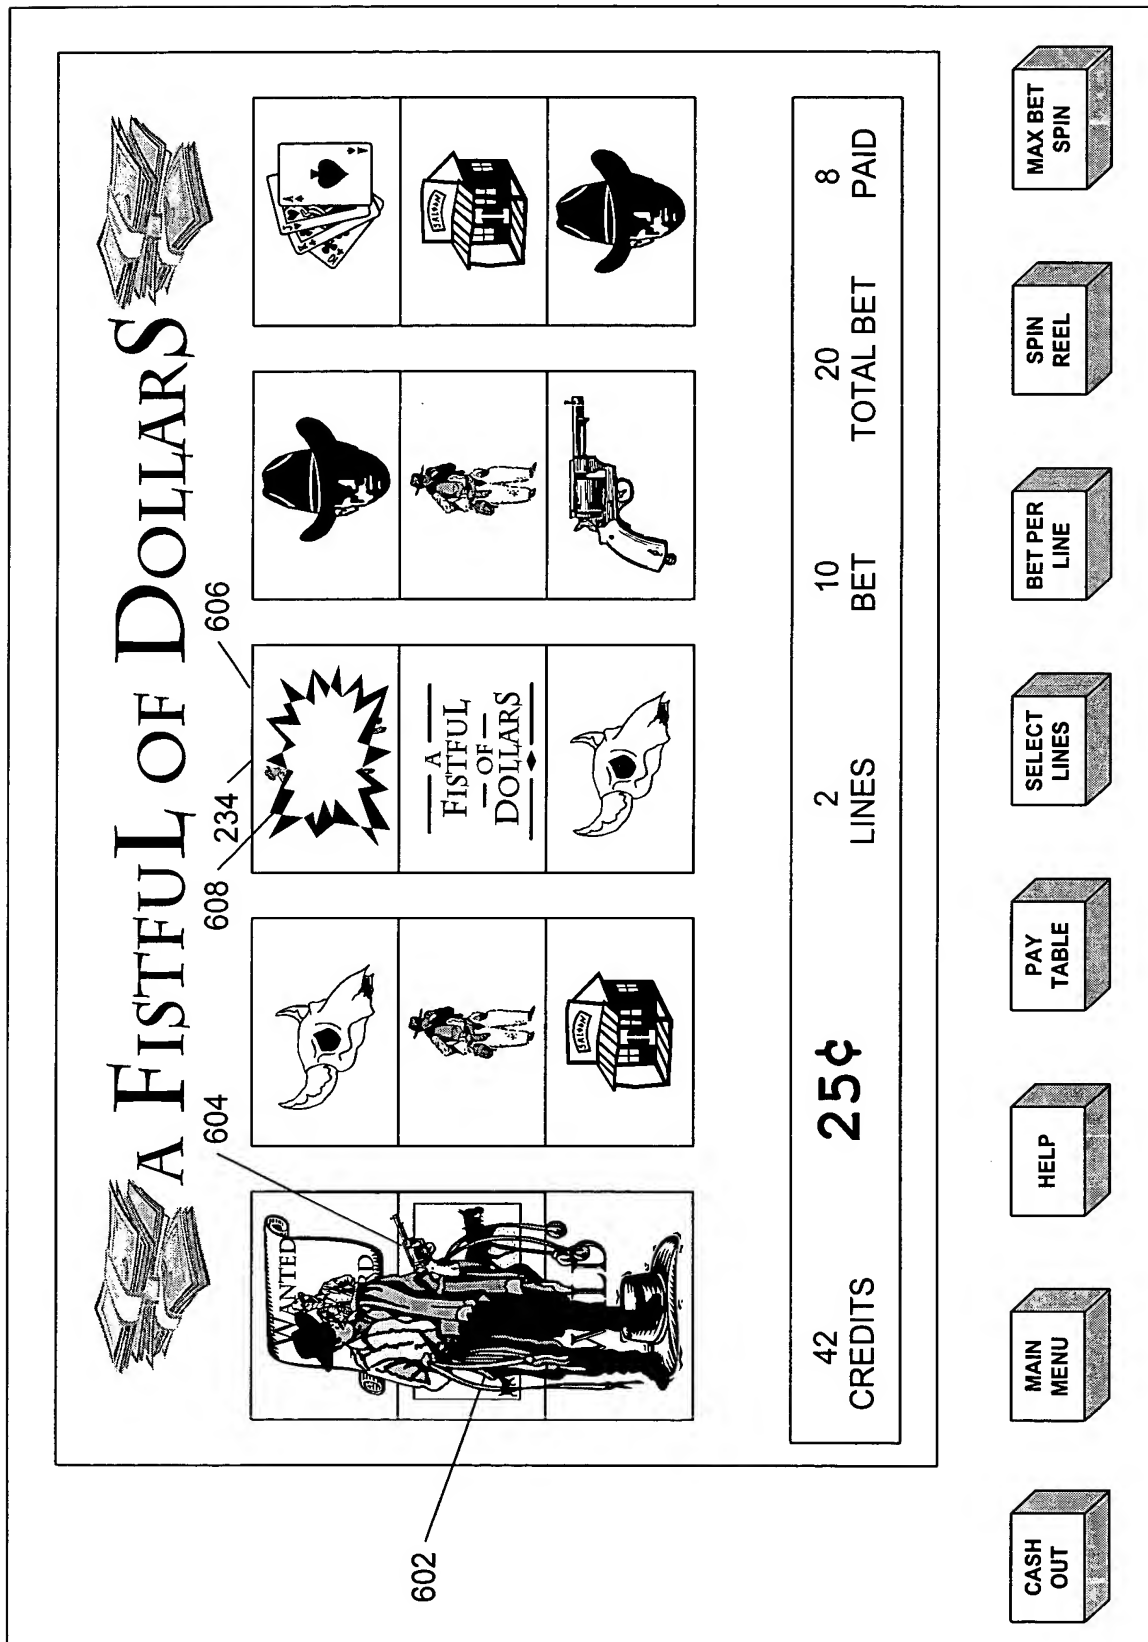 A FISTFUL OF DOLLARS
604
608
234
606
WANTED
A
FISTFUL
OF
DOLLARS
A
J
K
10
A
SALOON
SALOON
602
42
CREDITS
25¢
2
LINES
10
BET
20
TOTAL BET
8
PAID
CASH
OUT
MAIN
MENU
HELP
PAY
TABLE
SELECT
LINES
BET PER
LINE
SPIN
REEL
MAX BET
SPIN